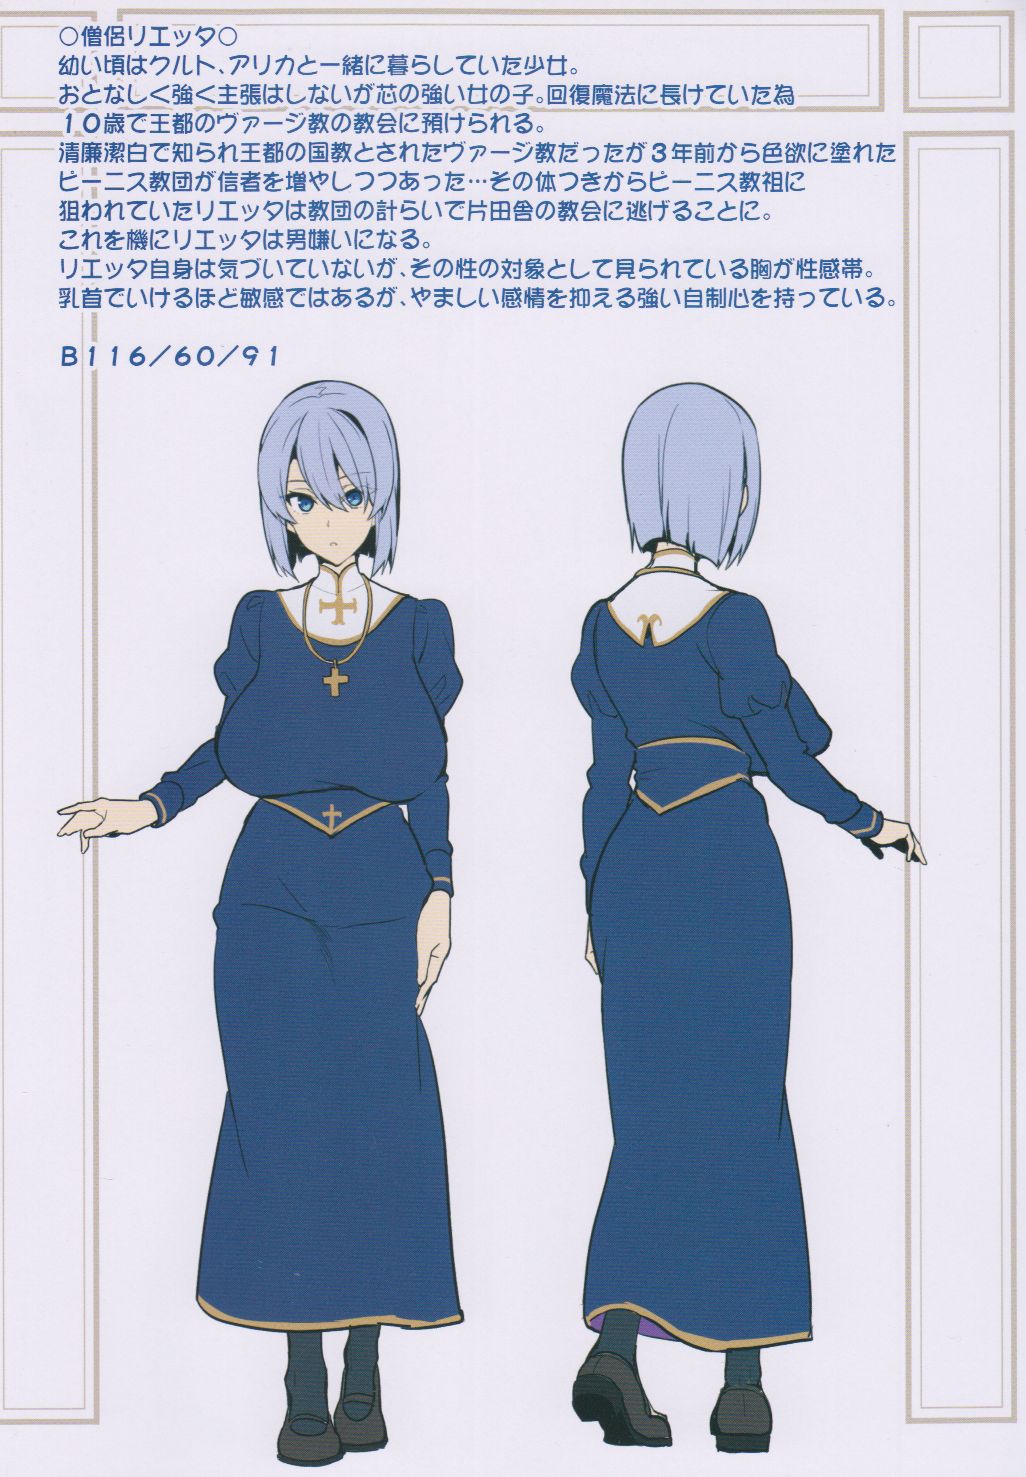 ○僧侶リエッタ○
幼い頃はクルト、アリカと一緒に暮らしていた少女。
おとなしく強く主張はしないが芯の強い女の子。回復魔法に長けていた為
１０歳で王都のヴァージ教の教会に預けられる。
清廉潔白で知られ王都の国教とされたヴァージ教だったが３年前から色欲に塗れた
ピーニス教団が信者を増やしつつあった…その体つきからピーニス教祖に
狙われていたリエッタは教団の計らいで片田舎の教会に逃げることに。
これを機にリエッタは男嫌いになる。
リエッタ自身は気づいていないが、その性の対象として見られている胸が性感帯。
乳首でいけるほど敏感ではあるが、やましい感情を抑える強い自制心を持っている。
Ｂ１１６／６０／９１